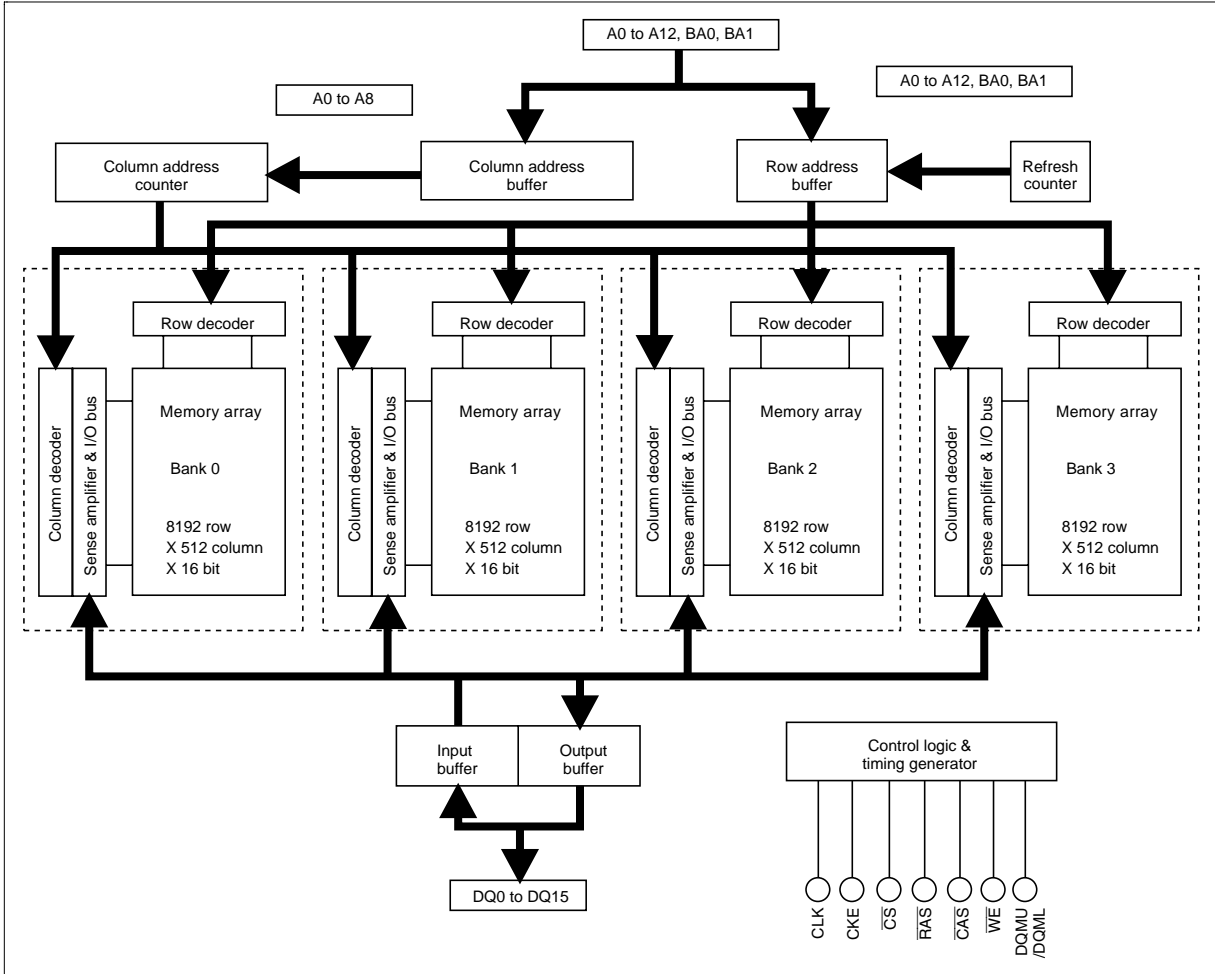 A0 to A12, BA0, BA1
A0 to A8
A0 to A12, BA0, BA1
Column address
counter
Column address
buffer
Row address
buffer
Refresh
counter
Row decoder
Row decoder
Row decoder
Row decoder
Column decoder
Sense amplifier & I/O bus
Memory array
Bank 0
8192 row
X 512 column
X 16 bit
Column decoder
Sense amplifier & I/O bus
Memory array
Bank 1
8192 row
X 512 column
X 16 bit
Column decoder
Sense amplifier & I/O bus
Memory array
Bank 2
8192 row
X 512 column
X 16 bit
Column decoder
Sense amplifier & I/O bus
Memory array
Bank 3
8192 row
X 512 column
X 16 bit
Input
buffer
Output
buffer
Control logic &
timing generator
DQ0 to DQ15
CLK
CKE
C̅S̅
R̅A̅S̅
C̅A̅S̅
W̅E̅
DQMU
/DQML